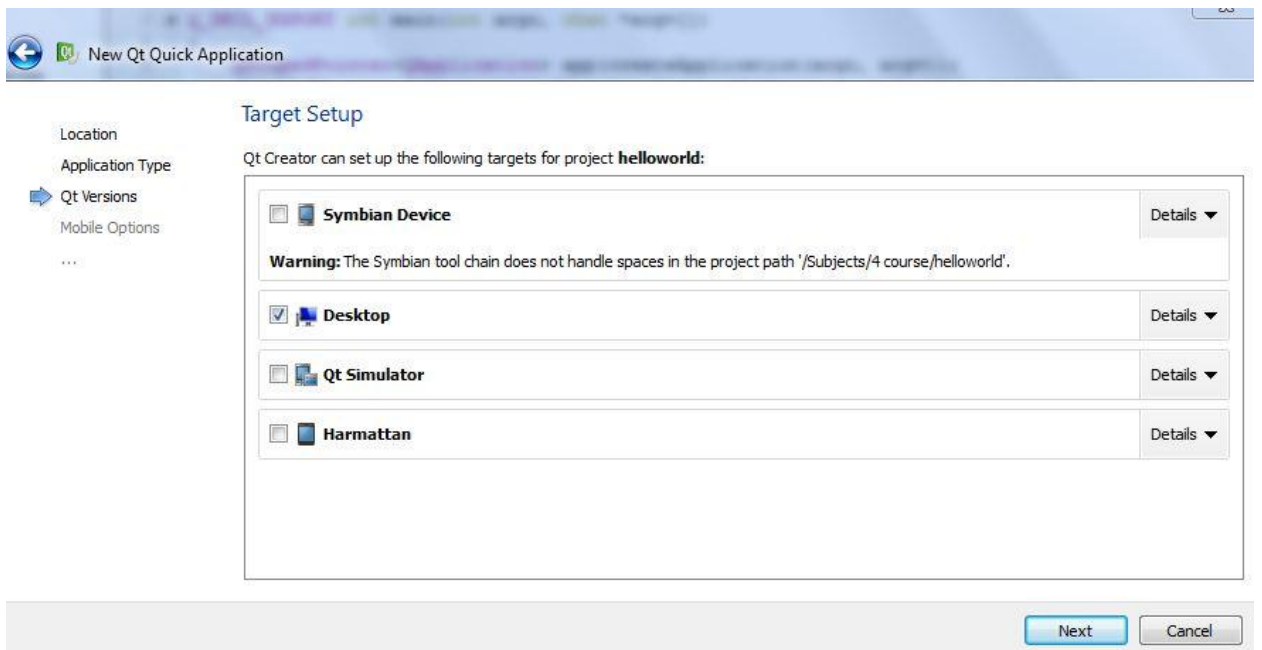 New Qt Quick Application
Target Setup
Location
Application Type
Qt Versions
Mobile Options
...
Qt Creator can set up the following targets for project helloworld:
Symbian Device
Details
Warning: The Symbian tool chain does not handle spaces in the project path '/Subjects/4 course/helloworld'.
Desktop
Details
Qt Simulator
Details
Harmattan
Details
Next
Cancel